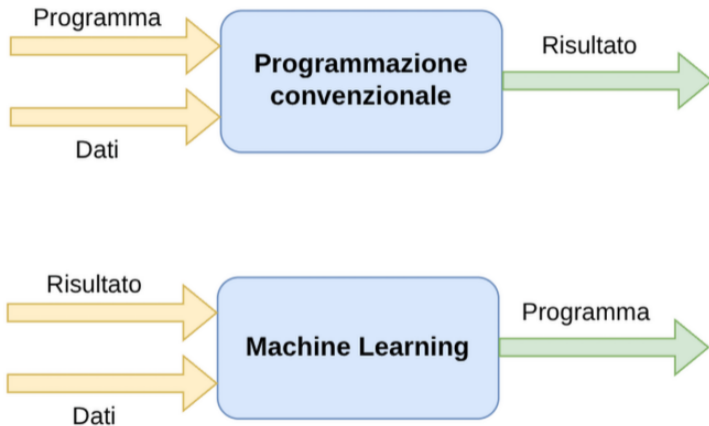 Programma
Dati
Programmazione
convenzionale
Risultato
Risultato
Dati
Machine Learning
Programma